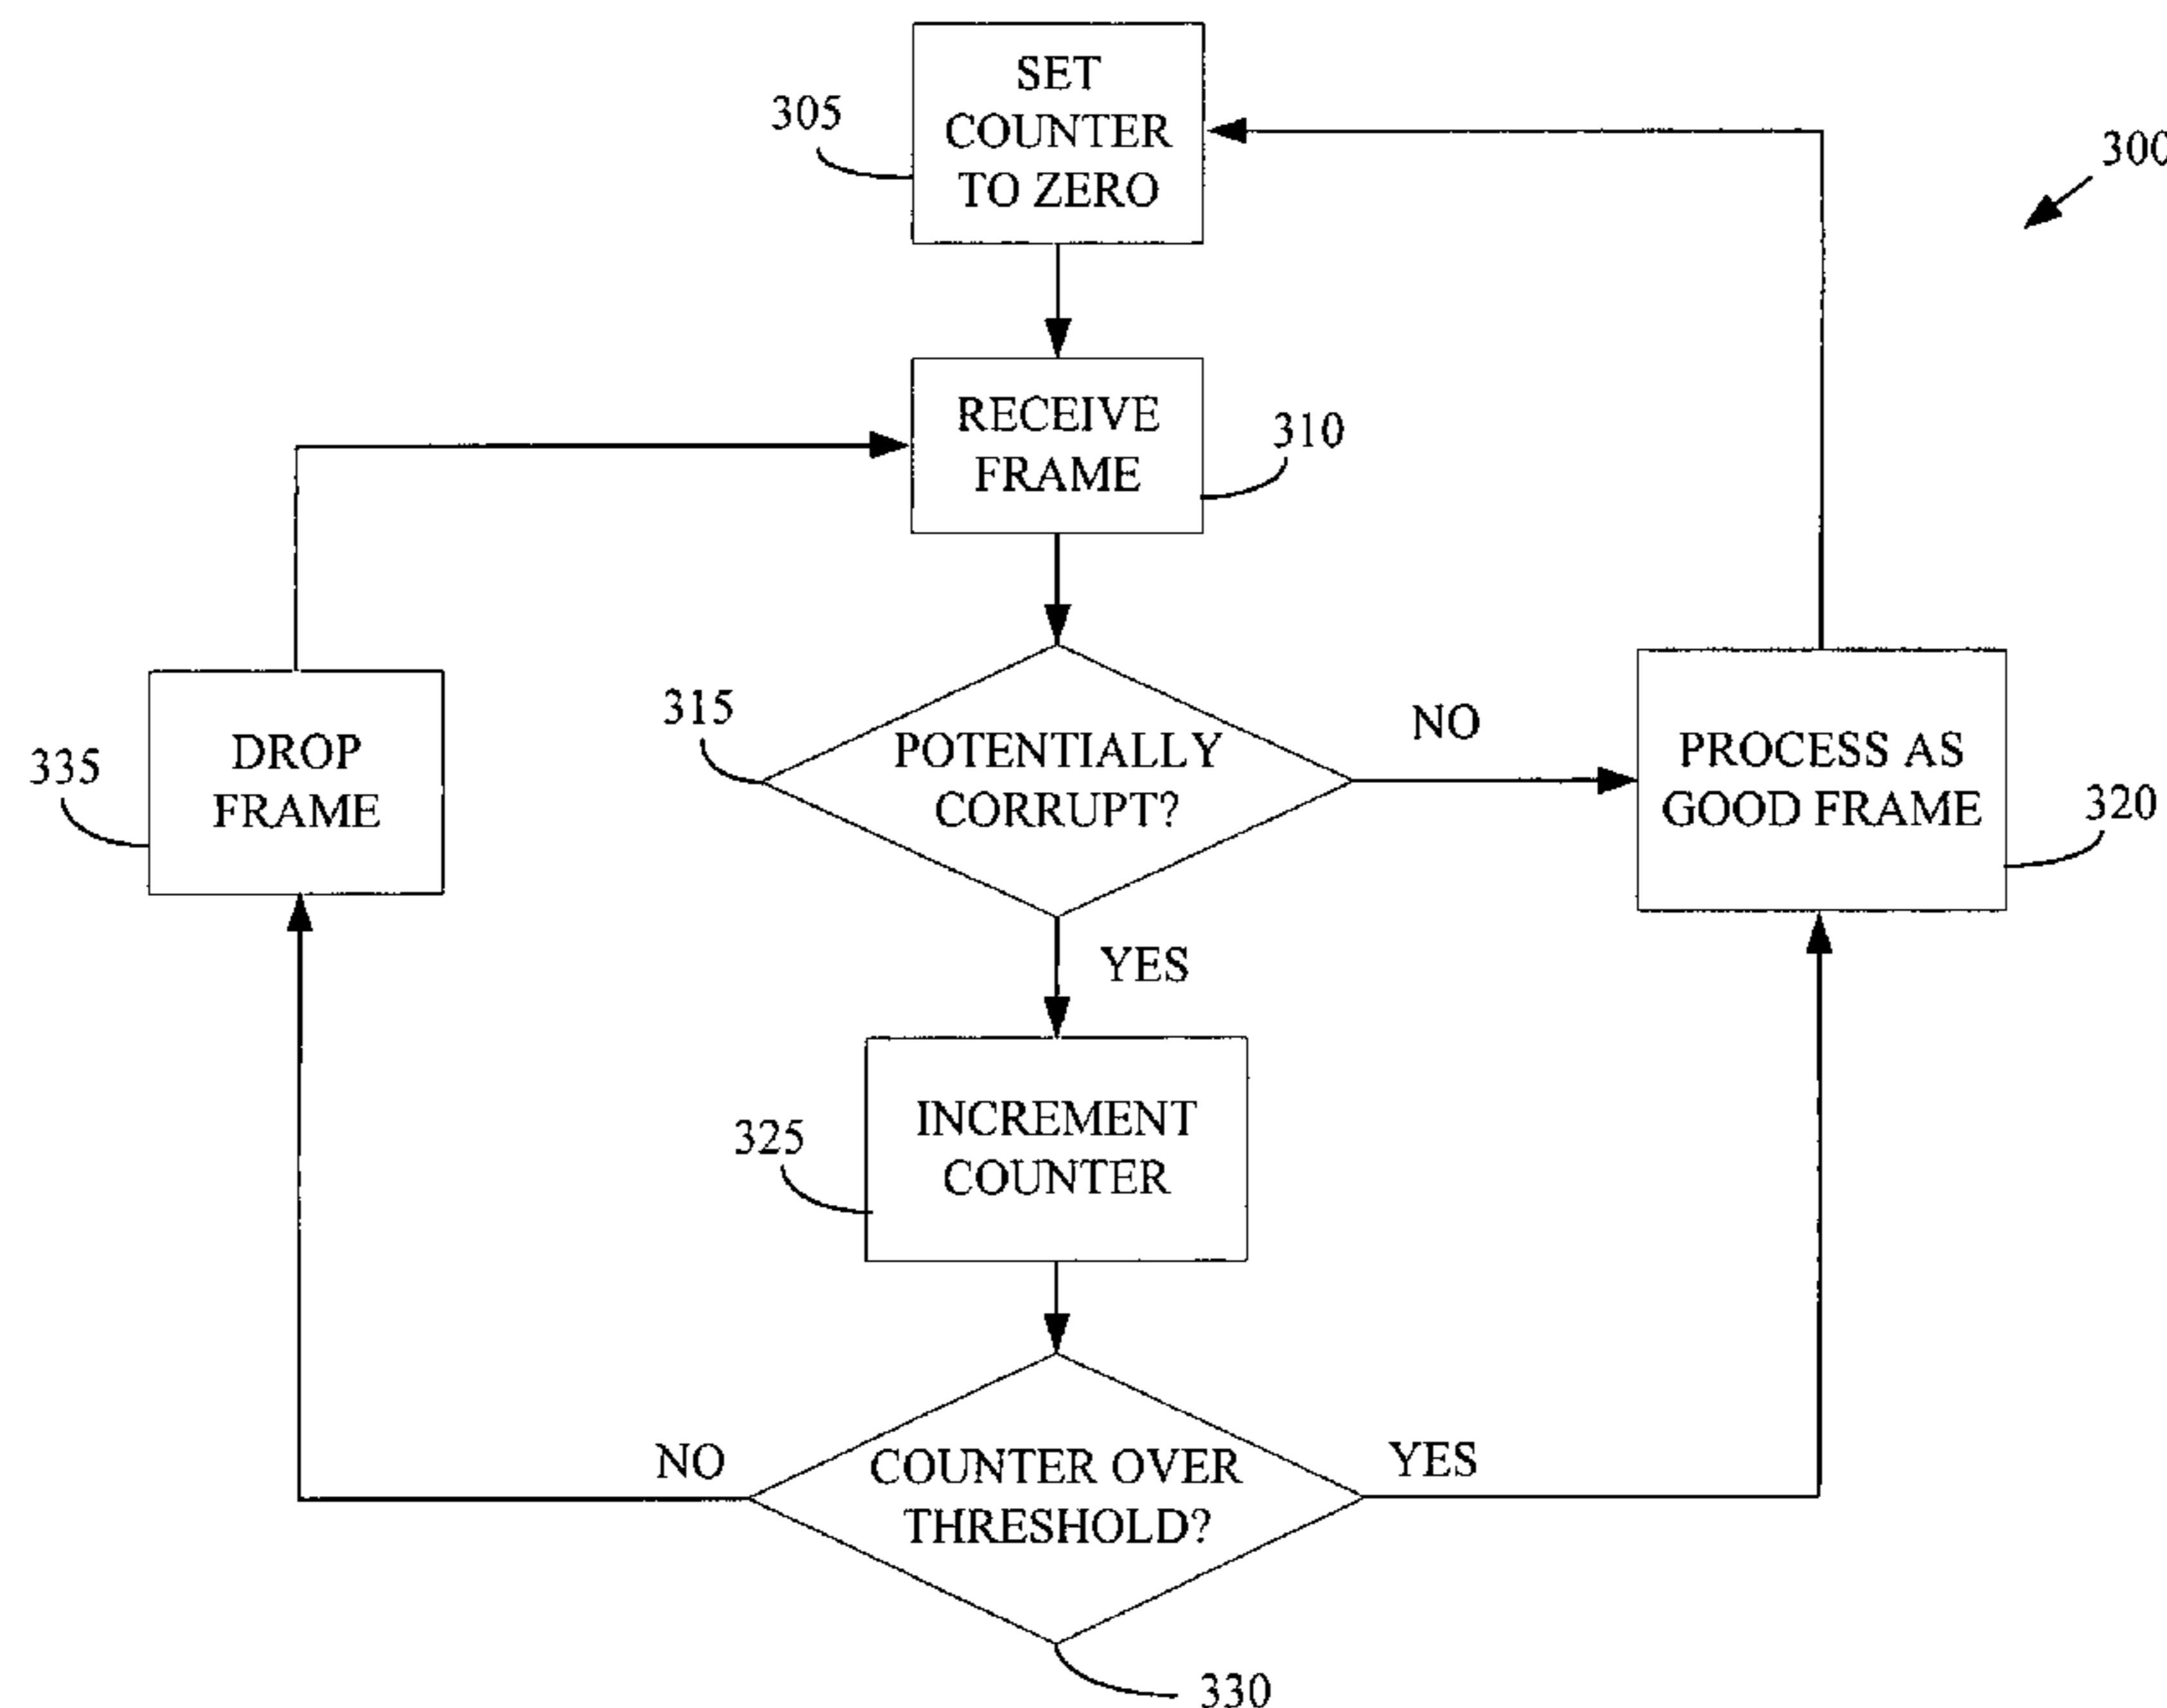 SET
COUNTER
TO ZERO
305
300
RECEIVE
FRAME
310
315
POTENTIALLY
CORRUPT?
NO
PROCESS AS
GOOD FRAME
320
DROP
FRAME
335
YES
INCREMENT
COUNTER
325
NO
COUNTER OVER
THRESHOLD?
YES
330